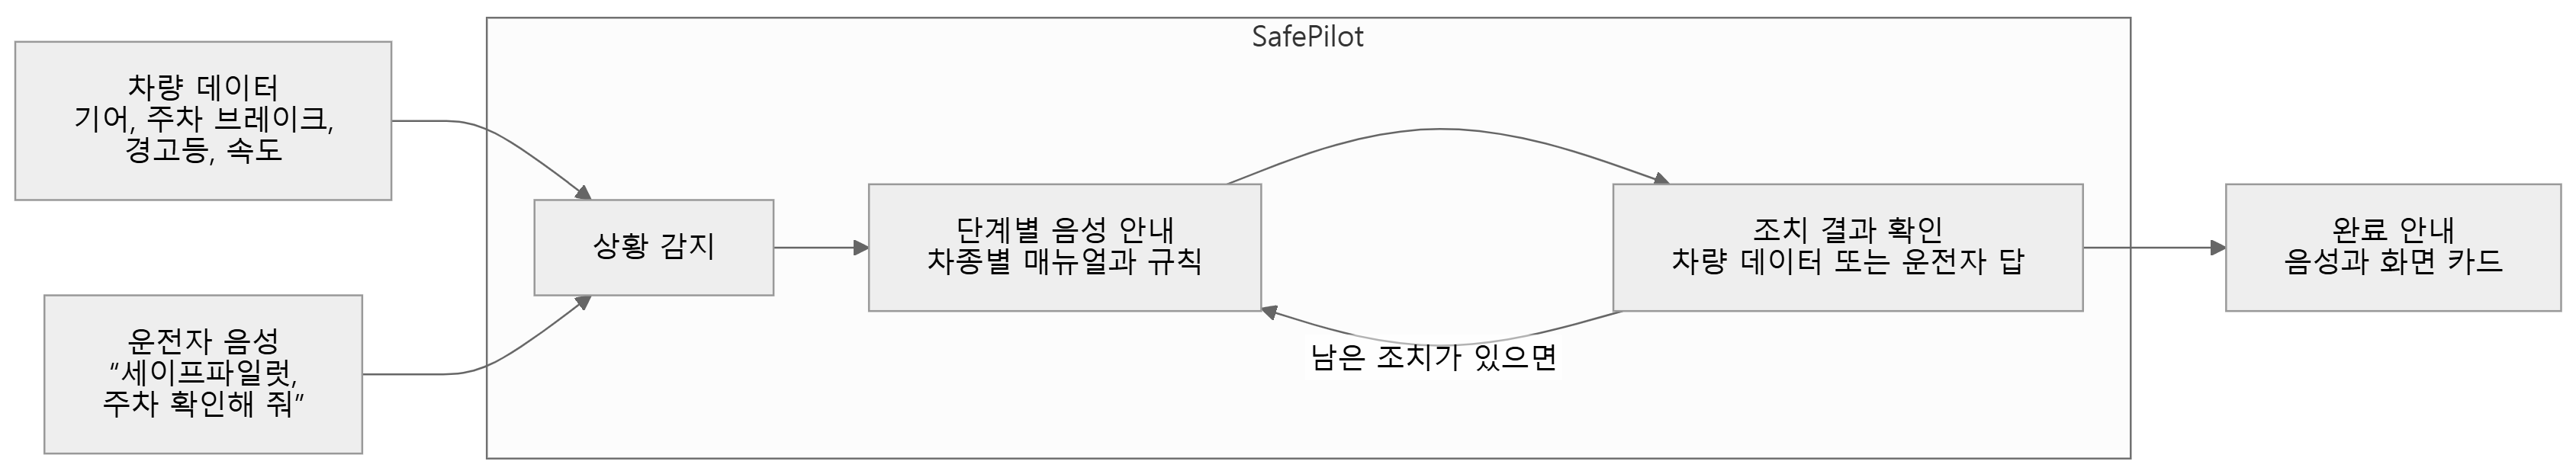 SafePilot
차량 데이터
기어, 주차 브레이크,
경고등, 속도
운전자 음성
“세이프파일럿,
주차 확인해 줘”
상황 감지
단계별 음성 안내
차종별 매뉴얼과 규칙
조치 결과 확인
차량 데이터 또는 운전자 답
남은 조치가 있으면
완료 안내
음성과 화면 카드